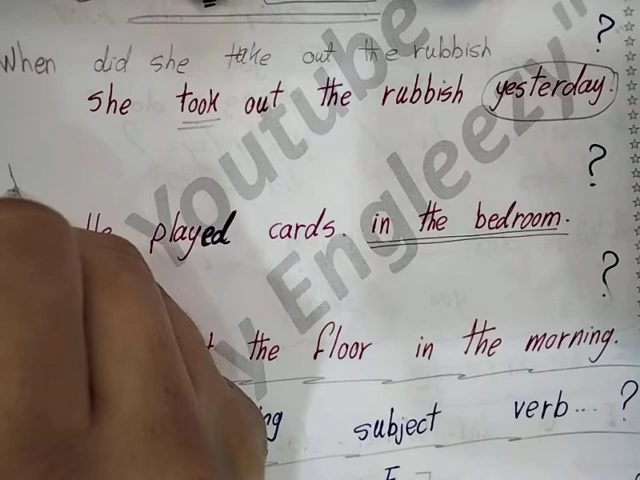 When did she take out the rubbish ?
She took out the rubbish yesterday.
?
played cards. in the bedroom.
?
the floor in the morning.
subject verb... ?
Youtube "
y Engleezy"